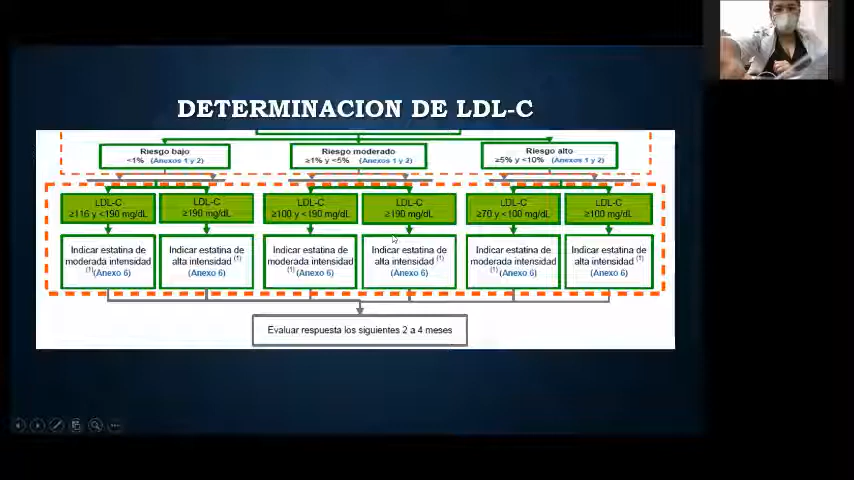 DETERMINACION DE LDL-C
Riesgo bajo
<1% (Anexos 1 y 2)
Riesgo moderado
≥1% y <5% (Anexos 1 y 2)
Riesgo alto
≥5% y <10% (Anexos 1 y 2)
LDL-C
≥116 y <190 mg/dL
LDL-C
≥190 mg/dL
LDL-C
≥100 y <190 mg/dL
LDL-C
≥190 mg/dL
LDL-C
≥70 y <100 mg/dL
LDL-C
≥100 mg/dL
Indicar estatina de
moderada intensidad
(1) (Anexo 6)
Indicar estatina de
alta intensidad (1)
(Anexo 6)
Indicar estatina de
moderada intensidad
(1) (Anexo 6)
Indicar estatina de
alta intensidad (1)
(Anexo 6)
Indicar estatina de
moderada intensidad
(1) (Anexo 6)
Indicar estatina de
alta intensidad (1)
(Anexo 6)
Evaluar respuesta los siguientes 2 a 4 meses